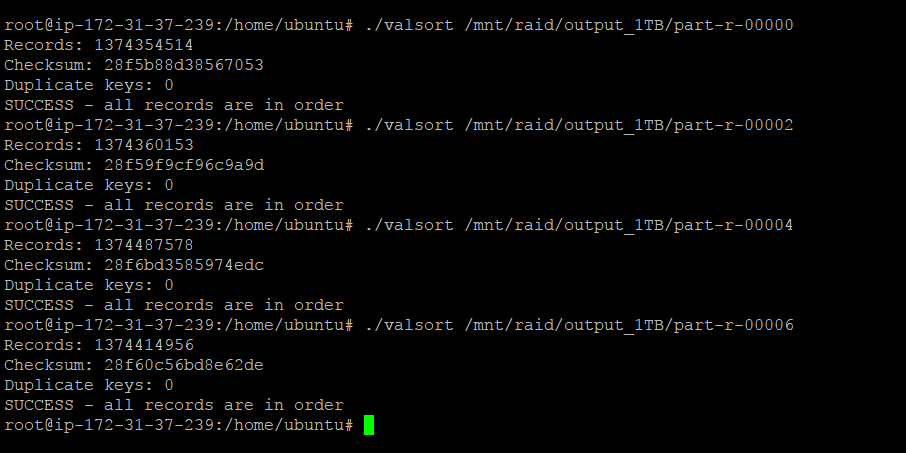 root@ip-172-31-37-239:/home/ubuntu# ./valsort /mnt/raid/output_1TB/part-r-00000
Records: 1374354514
Checksum: 28f5b88d38567053
Duplicate keys: 0
SUCCESS - all records are in order
root@ip-172-31-37-239:/home/ubuntu# ./valsort /mnt/raid/output_1TB/part-r-00002
Records: 1374360153
Checksum: 28f59f9cf96c9a9d
Duplicate keys: 0
SUCCESS - all records are in order
root@ip-172-31-37-239:/home/ubuntu# ./valsort /mnt/raid/output_1TB/part-r-00004
Records: 1374487578
Checksum: 28f6bd3585974edc
Duplicate keys: 0
SUCCESS - all records are in order
root@ip-172-31-37-239:/home/ubuntu# ./valsort /mnt/raid/output_1TB/part-r-00006
Records: 1374414956
Checksum: 28f60c56bd8e62de
Duplicate keys: 0
SUCCESS - all records are in order
root@ip-172-31-37-239:/home/ubuntu#